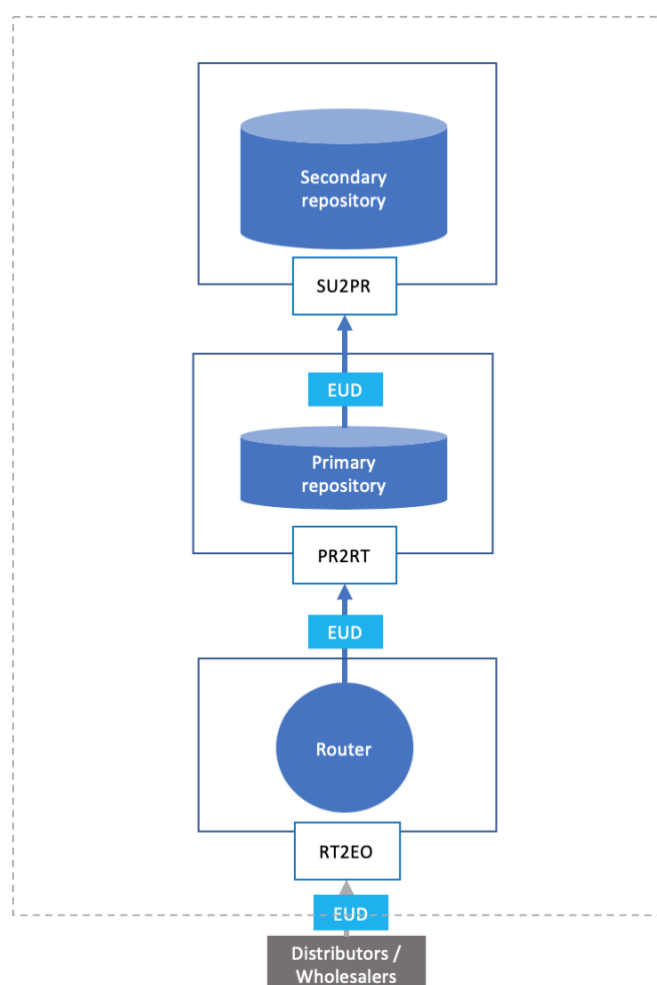 Secondary
repository
SU2PR
EUD
Primary
repository
PR2RT
EUD
Router
RT2EO
EUD
Distributors /
Wholesalers